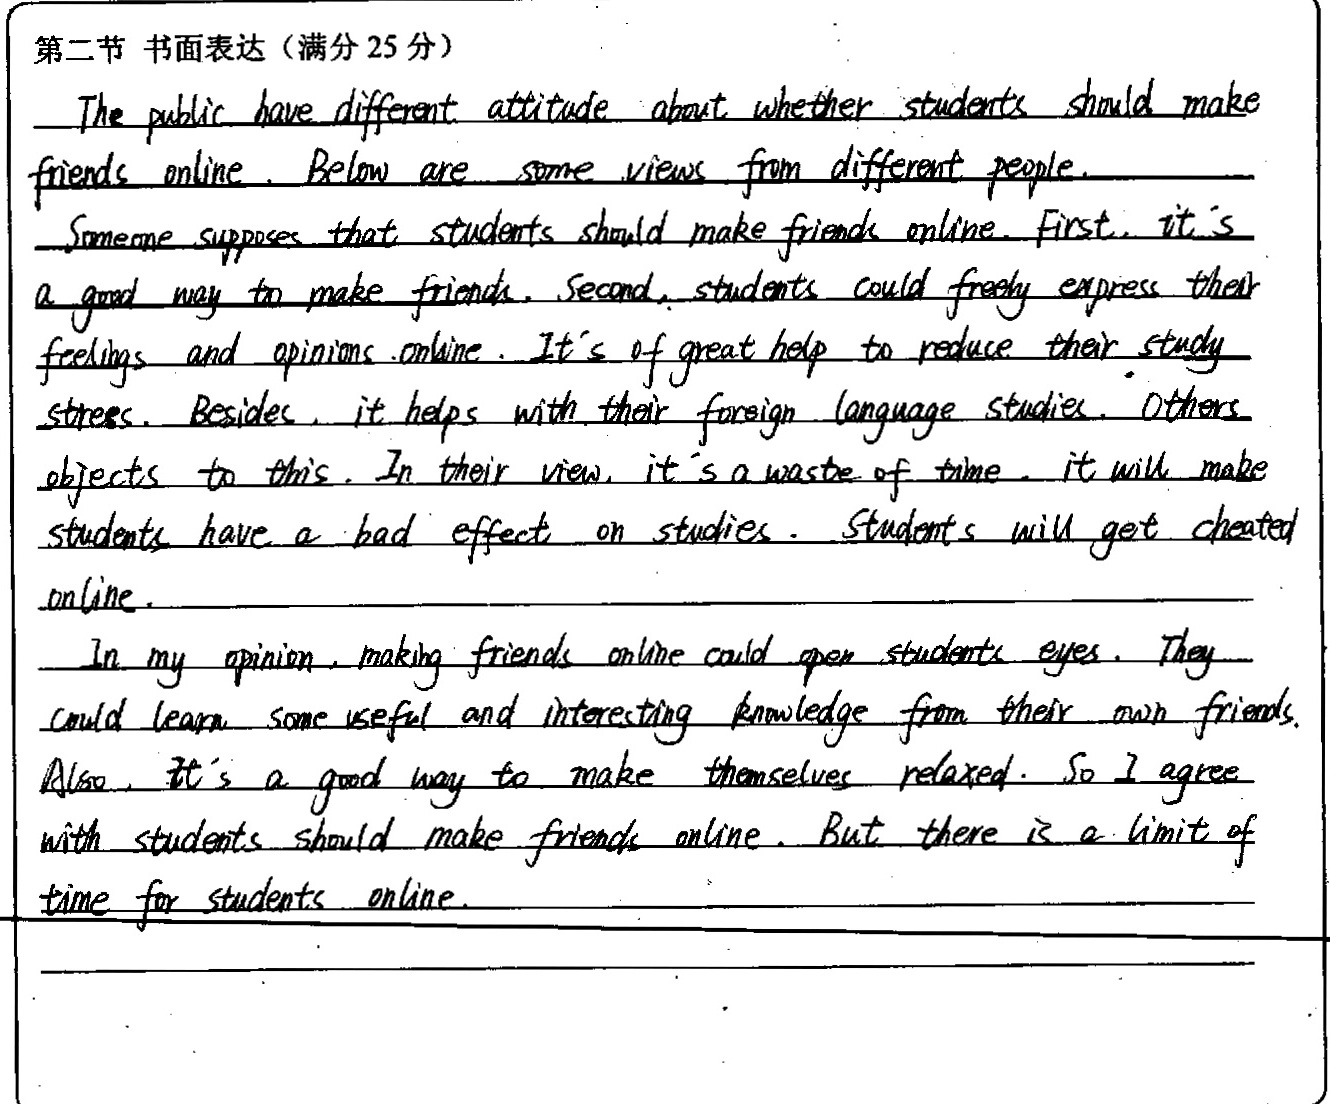 第二节 书面表达（满分 25 分）
The public have different attitude about whether students should make
friends online. Below are some views from different people.
Someone supposes that students should make friends online. First, it's
a good way to make friends. Second, students could freely express their
feelings and opinions online. It's of great help to reduce their study
stress. Besides, it helps with their foreign language studies. Others
objects to this. In their view, it's a waste of time. it will make
students have a bad effect on studies. Students will get cheated
online.
In my opinion, making friends online could open students eyes. They
could learn some useful and interesting knowledge from their own friends.
Also, It's a good way to make themselves relaxed. So I agree
with students should make friends online. But there is a limit of
time for students online.